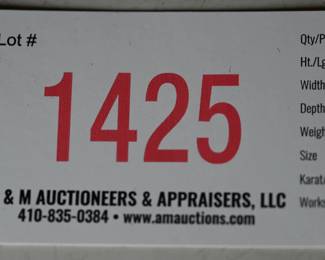 Lot #
1425
& M AUCTIONEERS & APPRAISERS, LLC
410-835-0384 • www.amauctions.com
Qty/P
Ht./Lg
Width
Depth
Weigh
Size
Karat
Works